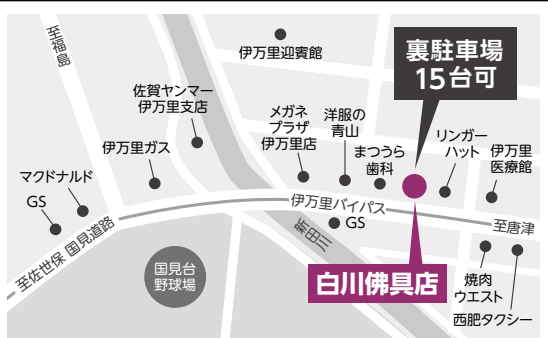 至福島
伊万里迎賓館
裏駐車場
15台可
佐賀ヤンマー
伊万里支店
メガネ
プラザ
伊万里店
洋服の
青山
まつうら
歯科
リンガー
ハット
伊万里
医療館
伊万里ガス
マクドナルド
GS
伊万里バイパス
至唐津
国見道路
至佐世保
新田川
GS
国見台
野球場
白川佛具店
焼肉
ウエスト
西肥タクシー